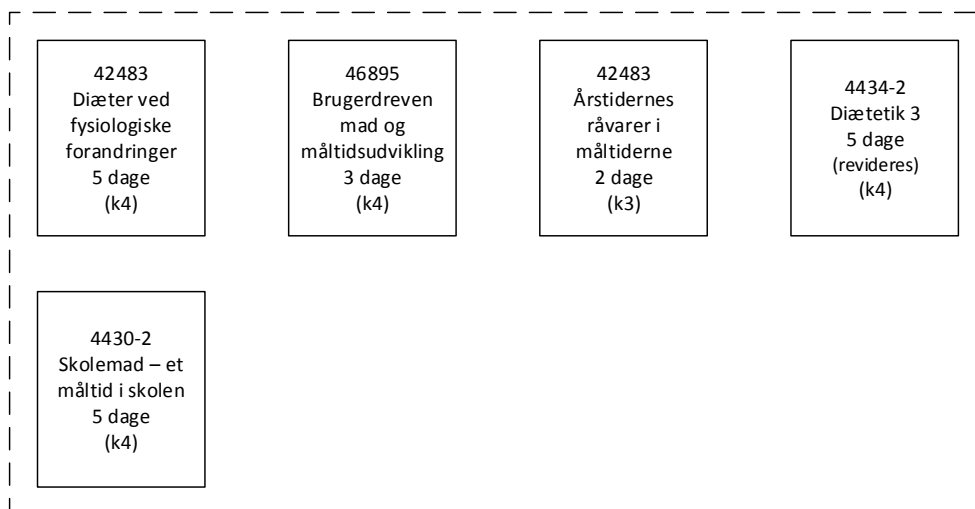 42483
Diæter ved
fysiologiske
forandringer
5 dage
(k4)
46895
Brugerdreven
mad og
måltidsudvikling
3 dage
(k4)
42483
Årstidernes
råvarer i
måltiderne
2 dage
(k3)
4434-2
Diætetik 3
5 dage
(revideres)
(k4)
4430-2
Skolemad – et
måltid i skolen
5 dage
(k4)